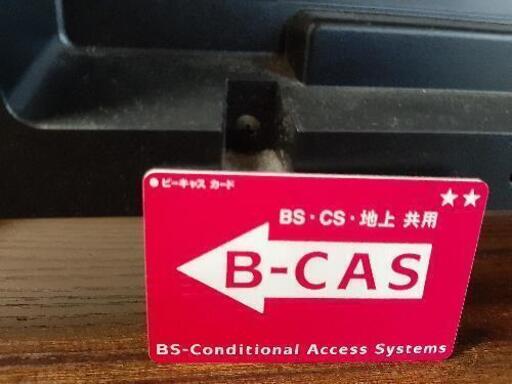 ● ビーキャス カード
★★
BS・CS・地上 共用
B-CAS
BS-Conditional Access Systems